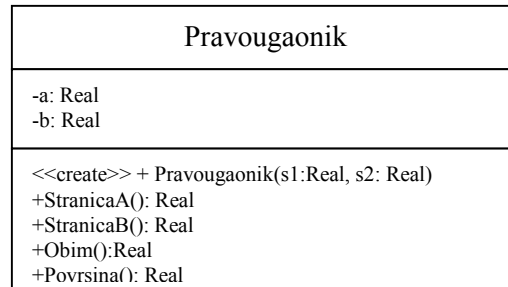 Pravougaonik
-a: Real
-b: Real
<<create>> + Pravougaonik(s1:Real, s2: Real)
+StranicaA(): Real
+StranicaB(): Real
+Obim():Real
+Povrsina(): Real